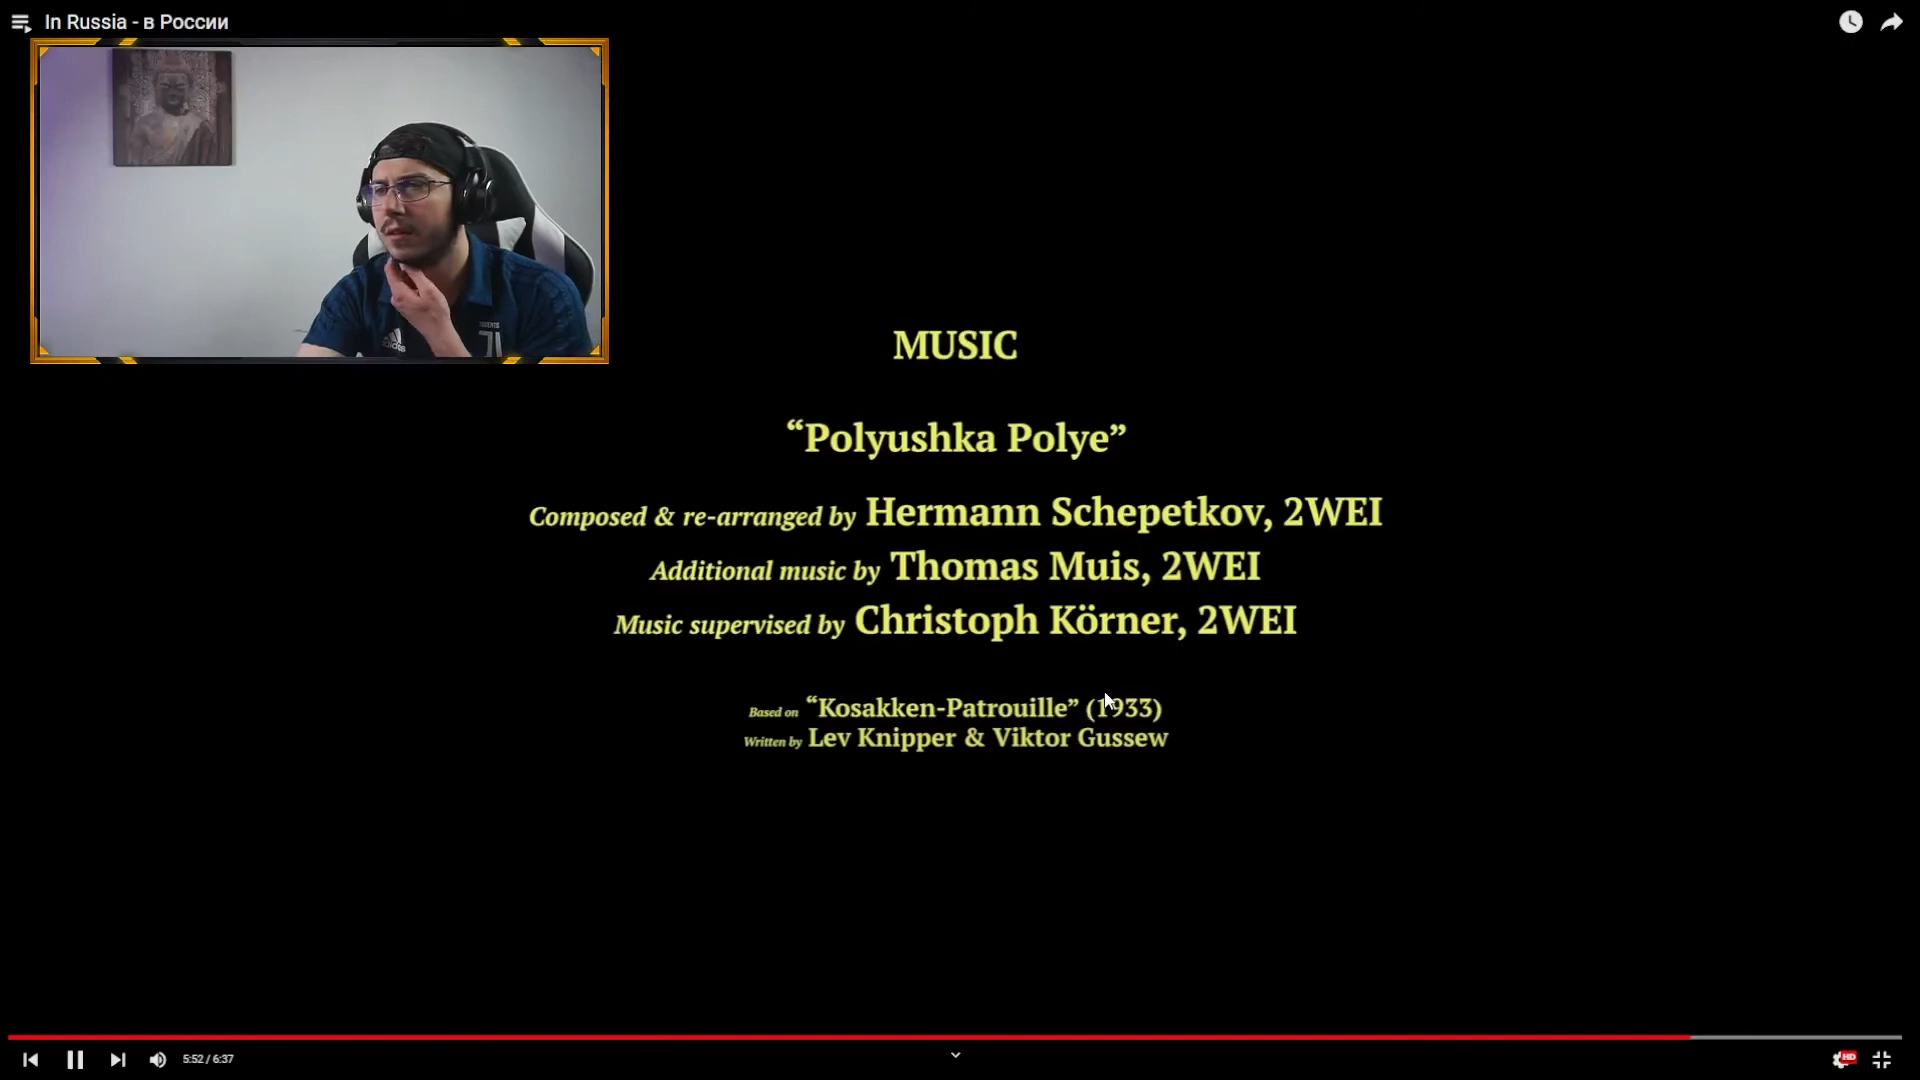 In Russia - в России
adidas
MUSIC
“Polyushka Polye”
Composed & re-arranged by Hermann Schepetkov, 2WEI
Additional music by Thomas Muis, 2WEI
Music supervised by Christoph Körner, 2WEI
Based on “Kosakken-Patrouille” (1933)
Written by Lev Knipper & Viktor Gussew
5:52 / 6:37
HD